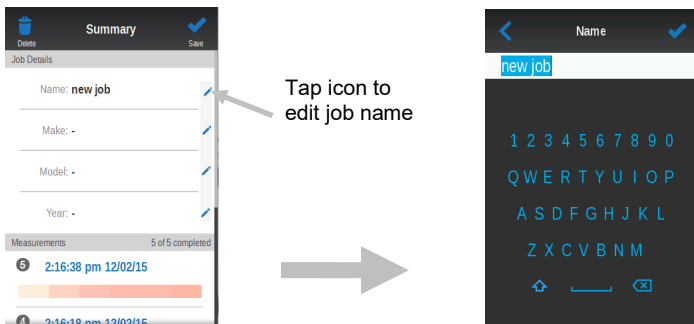 Summary
Delete
Save
Job Details
Name: new job
Make: -
Model: -
Year: -
Measurements 5 of 5 completed
5 2:16:38 pm 12/02/15
4 2:16:18 pm 12/02/15
Tap icon to
edit job name
Name
new job
1 2 3 4 5 6 7 8 9 0
Q W E R T Y U I O P
A S D F G H J K L
Z X C V B N M